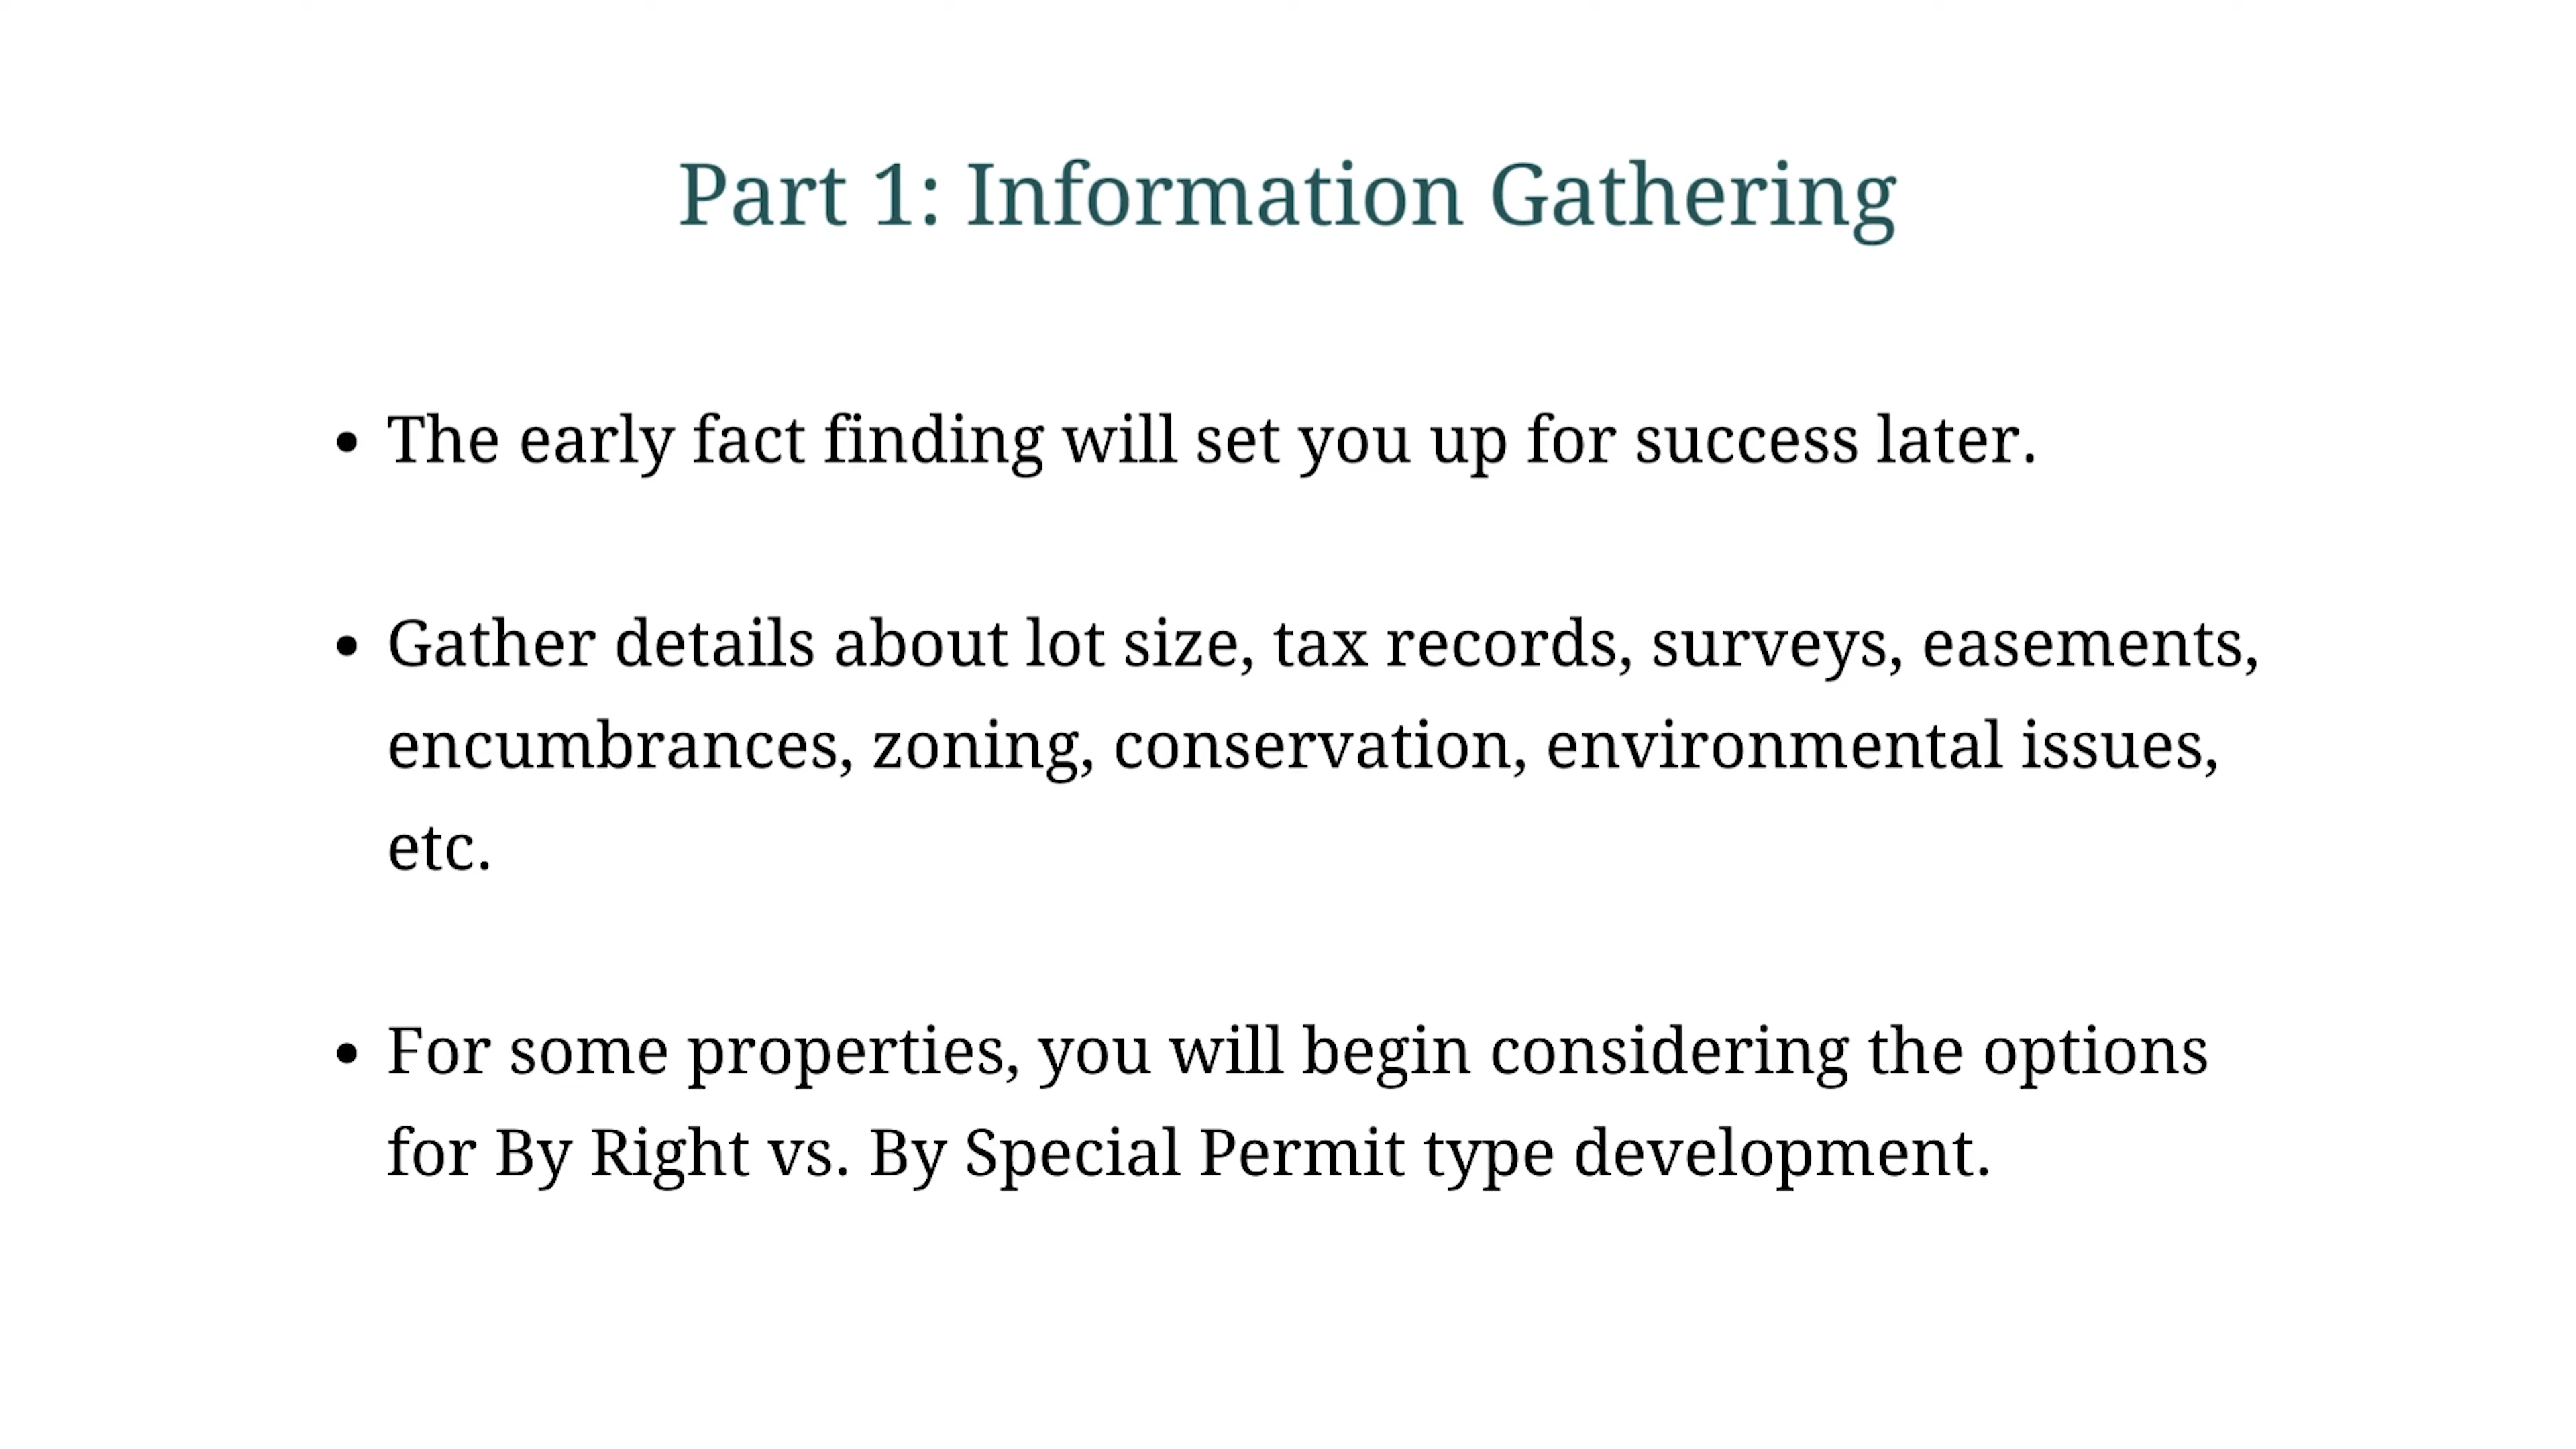 Part 1: Information Gathering
• The early fact finding will set you up for success later.
• Gather details about lot size, tax records, surveys, easements,
encumbrances, zoning, conservation, environmental issues,
etc.
• For some properties, you will begin considering the options
for By Right vs. By Special Permit type development.